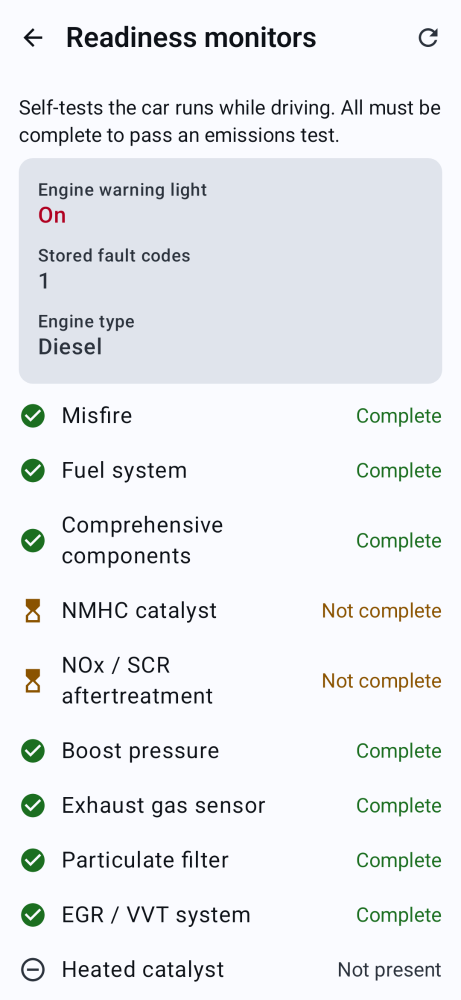 Readiness monitors
Self-tests the car runs while driving. All must be
complete to pass an emissions test.
Engine warning light
On
Stored fault codes
1
Engine type
Diesel
Misfire Complete
Fuel system Complete
Comprehensive
components Complete
NMHC catalyst Not complete
NOx / SCR
aftertreatment Not complete
Boost pressure Complete
Exhaust gas sensor Complete
Particulate filter Complete
EGR / VVT system Complete
Heated catalyst Not present